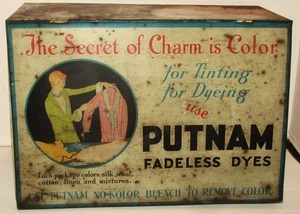 The Secret of Charm is Color
for Tinting
for Dyeing
use
PUTNAM
FADELESS DYES
Each package colors silk, wool,
cotton, linen and mixtures.
USE PUTNAM NO-KOLOR BLEACH TO REMOVE COLOR